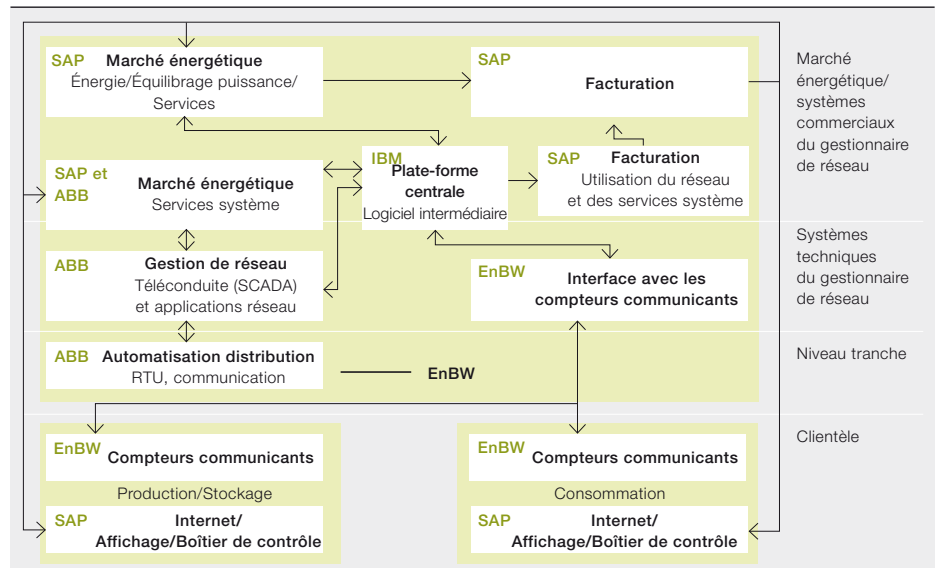 SAP Marché énergétique
Énergie/Équilibrage puissance/
Services
SAP
Facturation
Marché
énergétique/
systèmes
commerciaux
du gestionnaire
de réseau
SAP et
ABB
Marché énergétique
Services système
IBM
Plate-forme
centrale
Logiciel intermédiaire
SAP Facturation
Utilisation du réseau
et des services système
ABB Gestion de réseau
Téléconduite (SCADA)
et applications réseau
EnBW Interface avec les
compteurs communicants
Systèmes
techniques
du gestionnaire
de réseau
ABB Automatisation distribution
RTU, communication
EnBW
Niveau tranche
EnBW Compteurs communicants
Production/Stockage
SAP Internet/
Affichage/Boîtier de contrôle
EnBW Compteurs communicants
Consommation
SAP Internet/
Affichage/Boîtier de contrôle
Clientèle